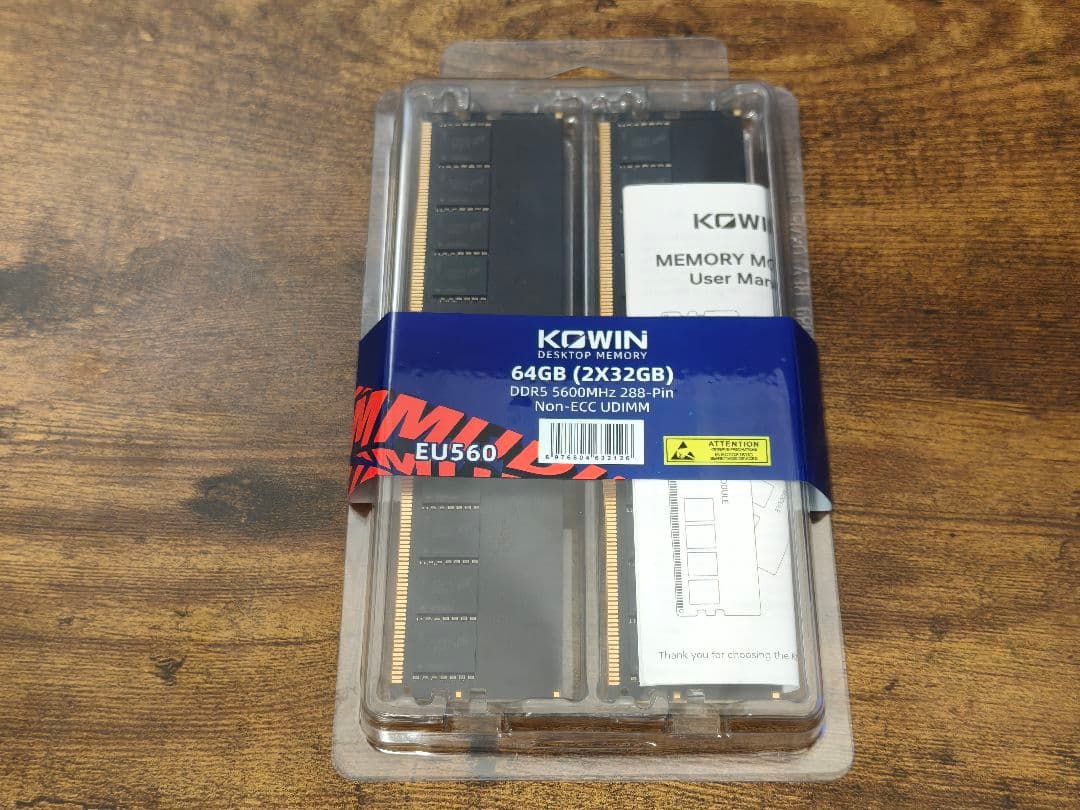 KOWIN
MEMORY MO
User Man
KOWIN
DESKTOP MEMORY
64GB (2X32GB)
DDR5 5600MHz 288-Pin
Non-ECC UDIMM
EU560
ATTENTION
Thank you for choosing the K